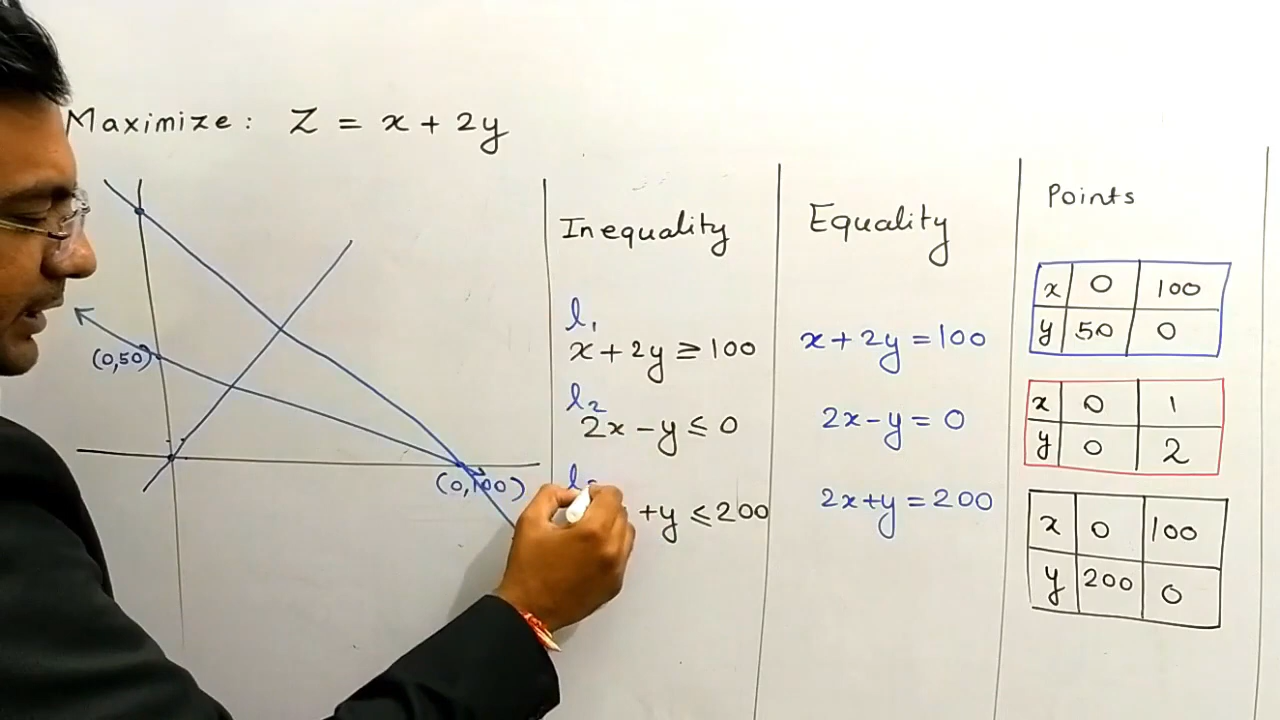 Maximize: Z = x + 2y
(0,50)
(0,100)
Inequality
l₁
x + 2y ≥ 100
l₂
2x - y ≤ 0
+y ≤ 200
Equality
x + 2y = 100
2x - y = 0
2x + y = 200
Points
x 0 100
y 50 0
x 0 1
y 0 2
x 0 100
y 200 0